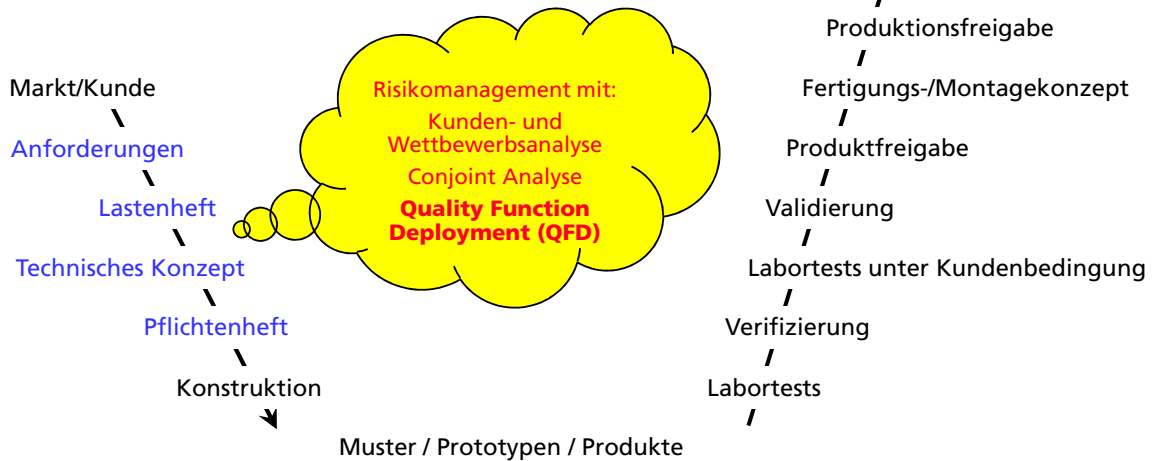 Markt/Kunde
Anforderungen
Lastenheft
Technisches Konzept
Pflichtenheft
Konstruktion
Risikomanagement mit:
Kunden- und
Wettbewerbsanalyse
Conjoint Analyse
Quality Function
Deployment (QFD)
Muster / Prototypen / Produkte
Produktionsfreigabe
Fertigungs-/Montagekonzept
Produktfreigabe
Validierung
Labortests unter Kundenbedingung
Verifizierung
Labortests